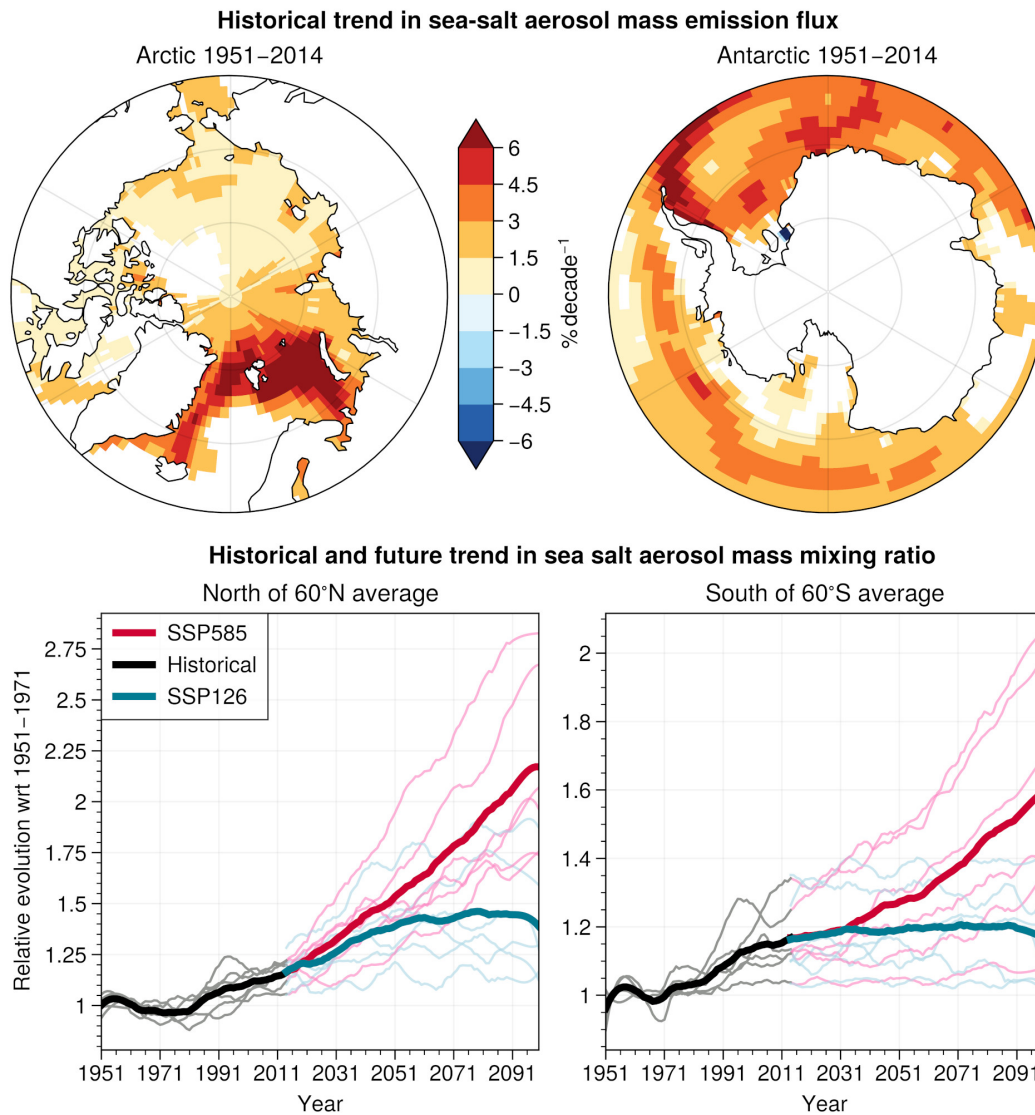 Historical trend in sea-salt aerosol mass emission flux
Arctic 1951−2014
Antarctic 1951−2014
6
4.5
3
1.5
0
−1.5
−3
−4.5
−6
% decade⁻¹
Historical and future trend in sea salt aerosol mass mixing ratio
North of 60°N average
South of 60°S average
SSP585
Historical
SSP126
Relative evolution wrt 1951−1971
2.75
2.5
2.25
2
1.75
1.5
1.25
1
2
1.8
1.6
1.4
1.2
1
1951 1971 1991 2011 2031 2051 2071 2091
1951 1971 1991 2011 2031 2051 2071 2091
Year
Year